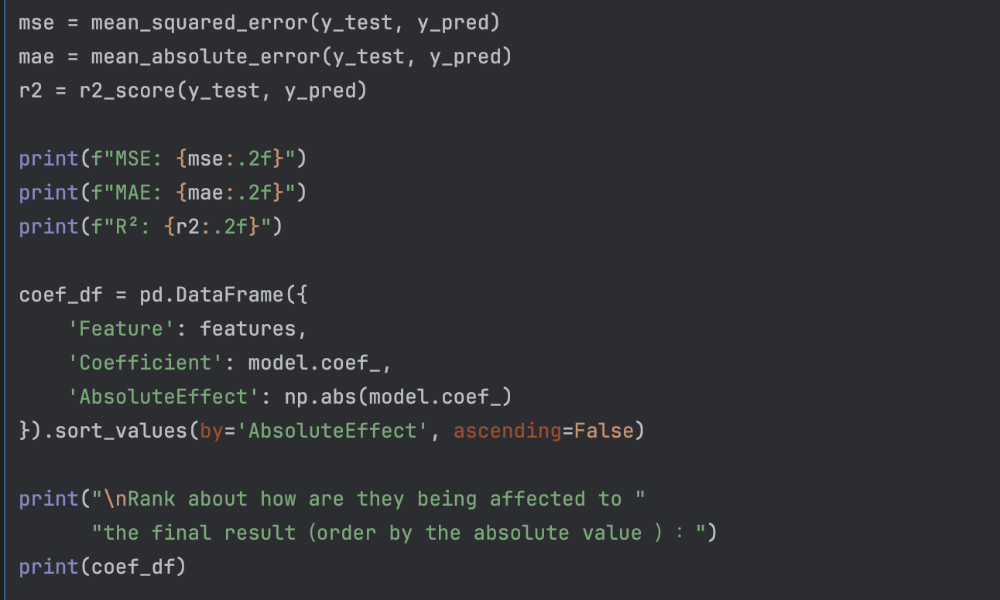 mse = mean_squared_error(y_test, y_pred)
mae = mean_absolute_error(y_test, y_pred)
r2 = r2_score(y_test, y_pred)
print(f"MSE: {mse:.2f}")
print(f"MAE: {mae:.2f}")
print(f"R²: {r2:.2f}")
coef_df = pd.DataFrame({
    'Feature': features,
    'Coefficient': model.coef_,
    'AbsoluteEffect': np.abs(model.coef_)
}).sort_values(by='AbsoluteEffect', ascending=False)
print("\nRank about how are they being affected to "
      "the final result（order by the absolute value ）：")
print(coef_df)